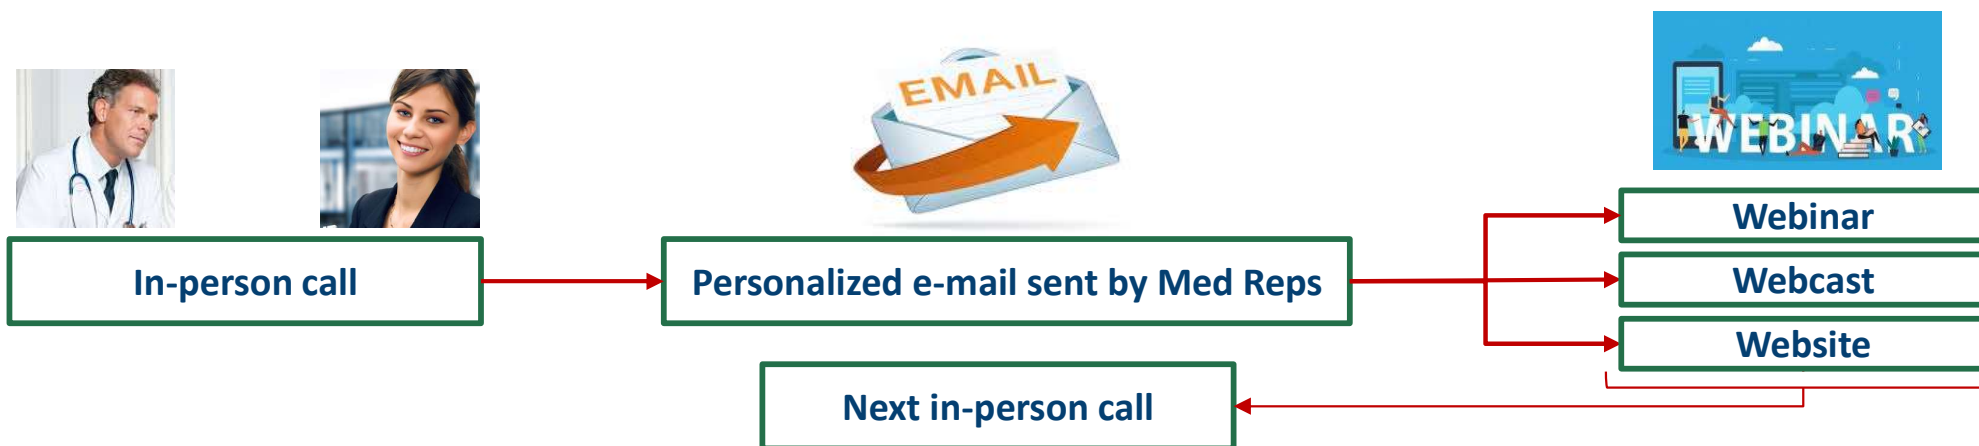 EMAIL
WEBINAR
Webinar
In-person call
Personalized e-mail sent by Med Reps
Webcast
Website
Next in-person call